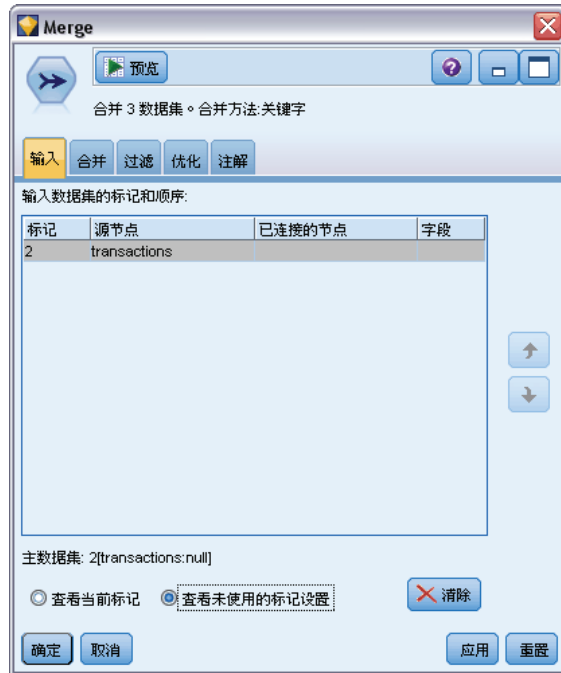 Merge
预览
合并 3 数据集。合并方法:关键字
输入 合并 过滤 优化 注解
输入数据集的标记和顺序:
标记 源节点 已连接的节点 字段
2 transactions
主数据集: 2[transactions:null]
查看当前标记 查看未使用的标记设置 清除
确定 取消 应用 重置